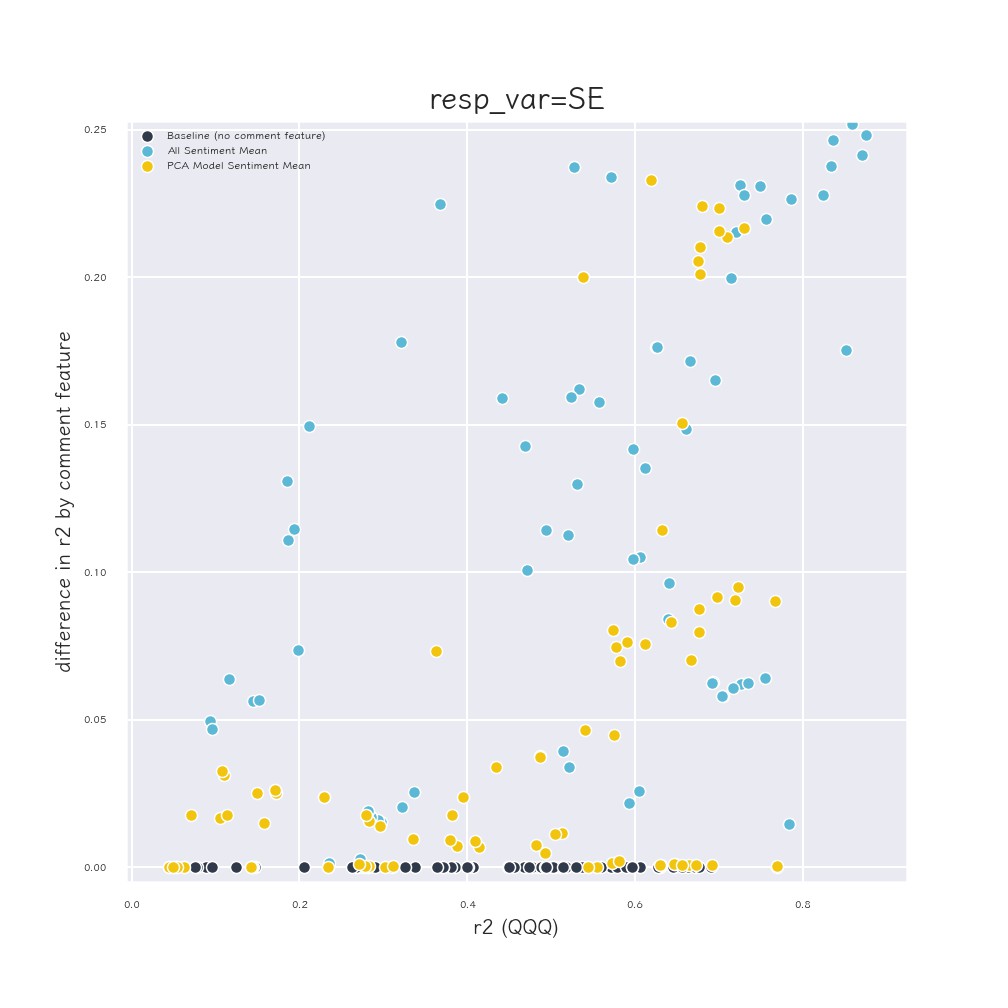 resp_var=SE
Baseline (no comment feature)
All Sentiment Mean
PCA Model Sentiment Mean
difference in r2 by comment feature
0.25
0.20
0.15
0.10
0.05
0.00
0.0 0.2 0.4 0.6 0.8
r2 (QQQ)